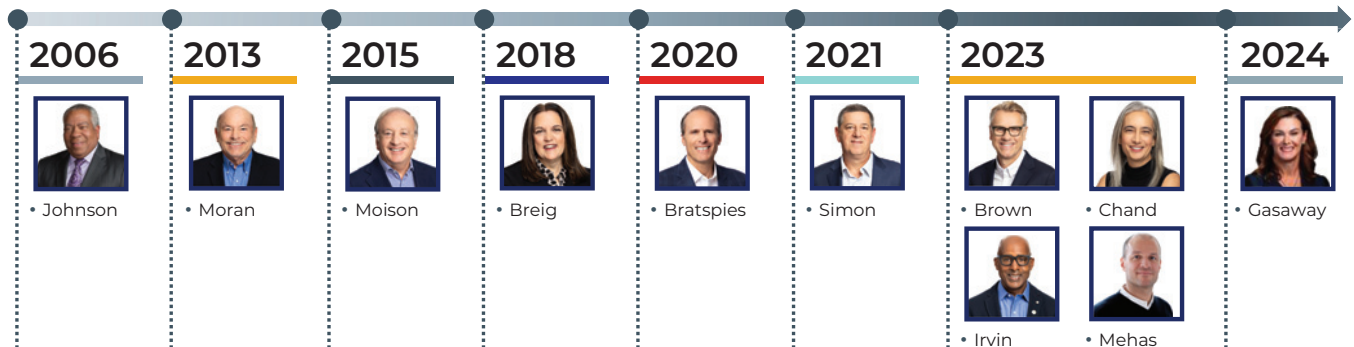 2006
2013
2015
2018
2020
2021
2023
2024
• Johnson
• Moran
• Moison
• Breig
• Bratspies
• Simon
• Brown
• Chand
• Gasaway
• Irvin
• Mehas